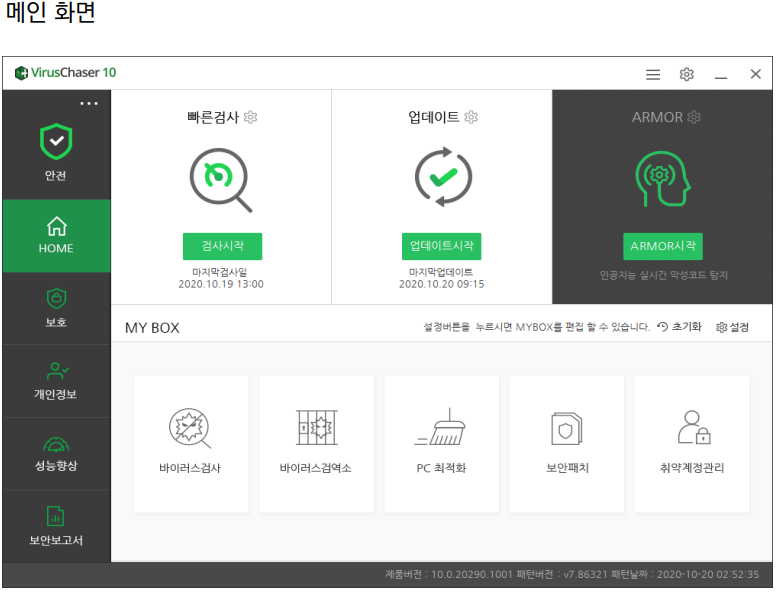 메인 화면
VirusChaser 10
안전
HOME
보호
개인정보
성능향상
보안보고서
빠른검사
검사시작
마지막검사일
2020.10.19 13:00
업데이트
업데이트시작
마지막업데이트
2020.10.20 09:15
ARMOR
ARMOR시작
인공지능 실시간 악성코드 탐지
MY BOX
설정버튼을 누르시면 MYBOX를 편집 할 수 있습니다. 초기화 설정
바이러스검사
바이러스검역소
PC 최적화
보안패치
취약계정관리
제품버전 : 10.0.20290.1001 패턴버전 : v7.86321 패턴날짜 : 2020-10-20 02:52:35